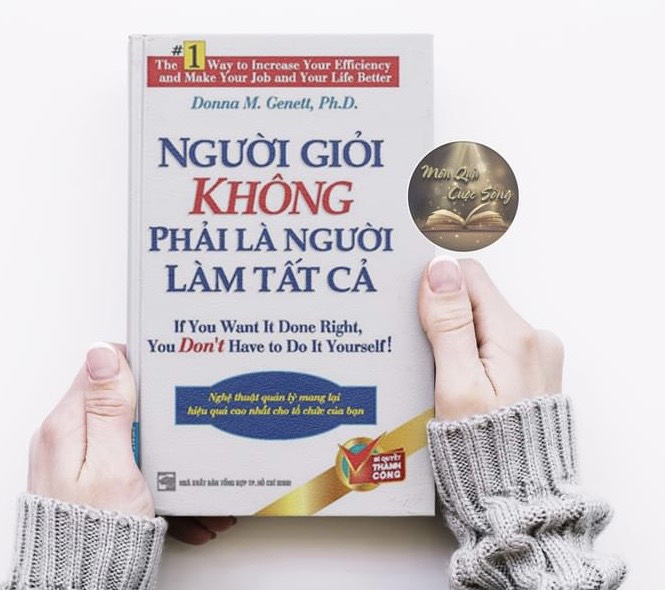 #1
The Way to Increase Your Efficiency
and Make Your Job and Your Life Better
Donna M. Genett, Ph.D.
NGƯỜI GIỎI
KHÔNG
PHẢI LÀ NGƯỜI
LÀM TẤT CẢ
If You Want It Done Right,
You Don't Have to Do It Yourself!
Nghệ thuật quản lý mang lại
hiệu quả cao nhất cho tổ chức của bạn
BÍ QUYẾT
THÀNH
CÔNG
NHÀ XUẤT BẢN TỔNG HỢP TP. HỒ CHÍ MINH
Món Quà
Cuộc Sống